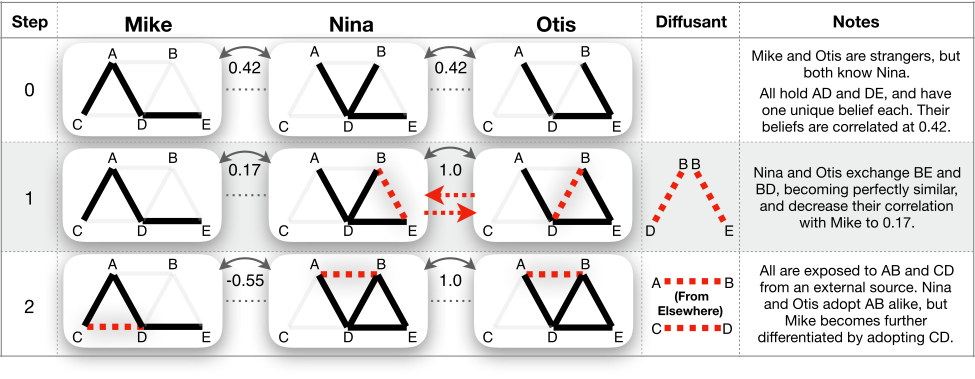 Step Mike Nina Otis Diffusant Notes
0
A B
C D E
0.42
A B
C D E
0.42
A B
C D E
Mike and Otis are strangers, but
both know Nina.
All hold AD and DE, and have
one unique belief each. Their
beliefs are correlated at 0.42.
1
A B
C D E
0.17
A B
C D E
1.0
A B
C D E
B B
D E
Nina and Otis exchange BE and
BD, becoming perfectly similar,
and decrease their correlation
with Mike to 0.17.
2
A B
C D E
-0.55
A B
C D E
1.0
A B
C D E
A B
(From
Elsewhere)
C D
All are exposed to AB and CD
from an external source. Nina
and Otis adopt AB alike, but
Mike becomes further
differentiated by adopting CD.